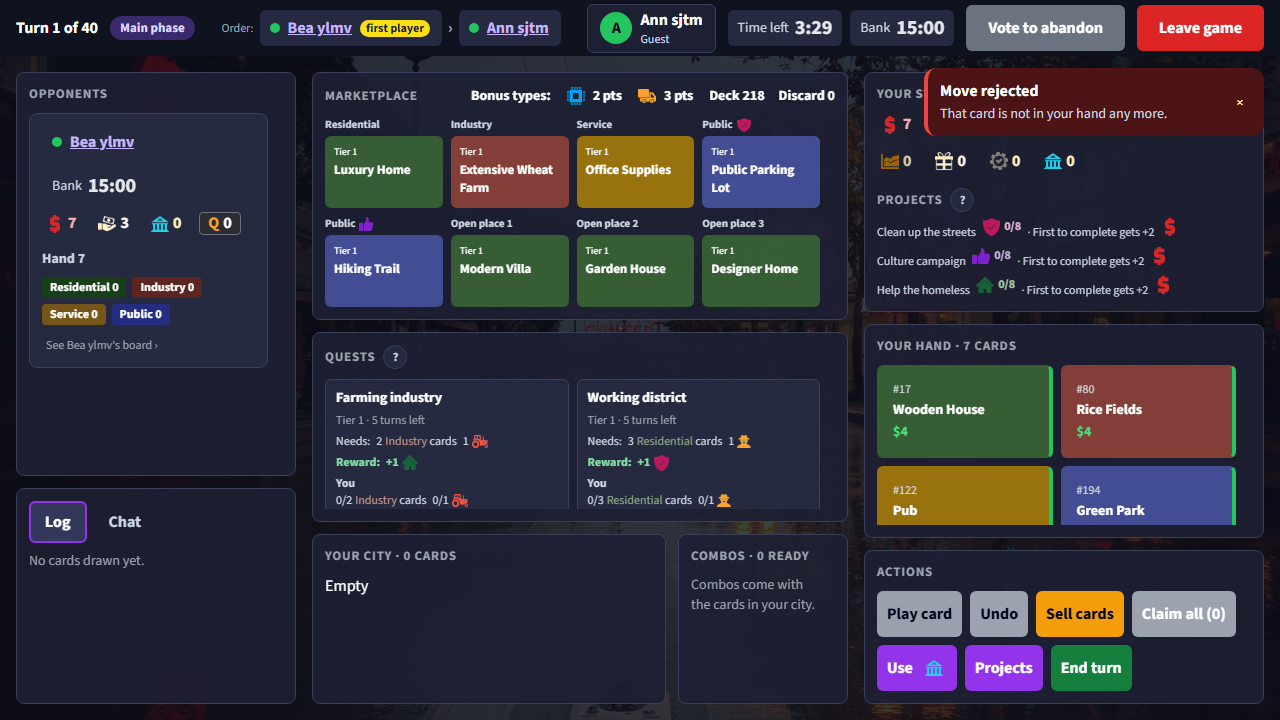 Turn 1 of 40
Main phase
Order:
Bea ylmv
first player
›
Ann sjtm
A
Ann sjtm
Guest
Time left 3:29
Bank 15:00
Vote to abandon
Leave game
OPPONENTS
Bea ylmv
Bank 15:00
$ 7
3
0
Q 0
Hand 7
Residential 0
Industry 0
Service 0
Public 0
See Bea ylmv's board ›
Log
Chat
No cards drawn yet.
MARKETPLACE
Bonus types:
2 pts
3 pts
Deck 218
Discard 0
Residential
Industry
Service
Public
Tier 1
Luxury Home
Tier 1
Extensive Wheat
Farm
Tier 1
Office Supplies
Tier 1
Public Parking
Lot
Public
Open place 1
Open place 2
Open place 3
Tier 1
Hiking Trail
Tier 1
Modern Villa
Tier 1
Garden House
Tier 1
Designer Home
QUESTS ?
Farming industry
Tier 1 · 5 turns left
Needs: 2 Industry cards 1
Reward: +1
You
0/2 Industry cards 0/1
Working district
Tier 1 · 5 turns left
Needs: 3 Residential cards 1
Reward: +1
You
0/3 Residential cards 0/1
YOUR CITY · 0 CARDS
Empty
COMBOS · 0 READY
Combos come with
the cards in your city.
YOUR S
Move rejected
That card is not in your hand any more.
×
$ 7
0
0
0
0
PROJECTS ?
Clean up the streets 0/8 · First to complete gets +2 $
Culture campaign 0/8 · First to complete gets +2 $
Help the homeless 0/8 · First to complete gets +2 $
YOUR HAND · 7 CARDS
#17
Wooden House
$4
#80
Rice Fields
$4
#122
Pub
#194
Green Park
ACTIONS
Play card
Undo
Sell cards
Claim all (0)
Use
Projects
End turn